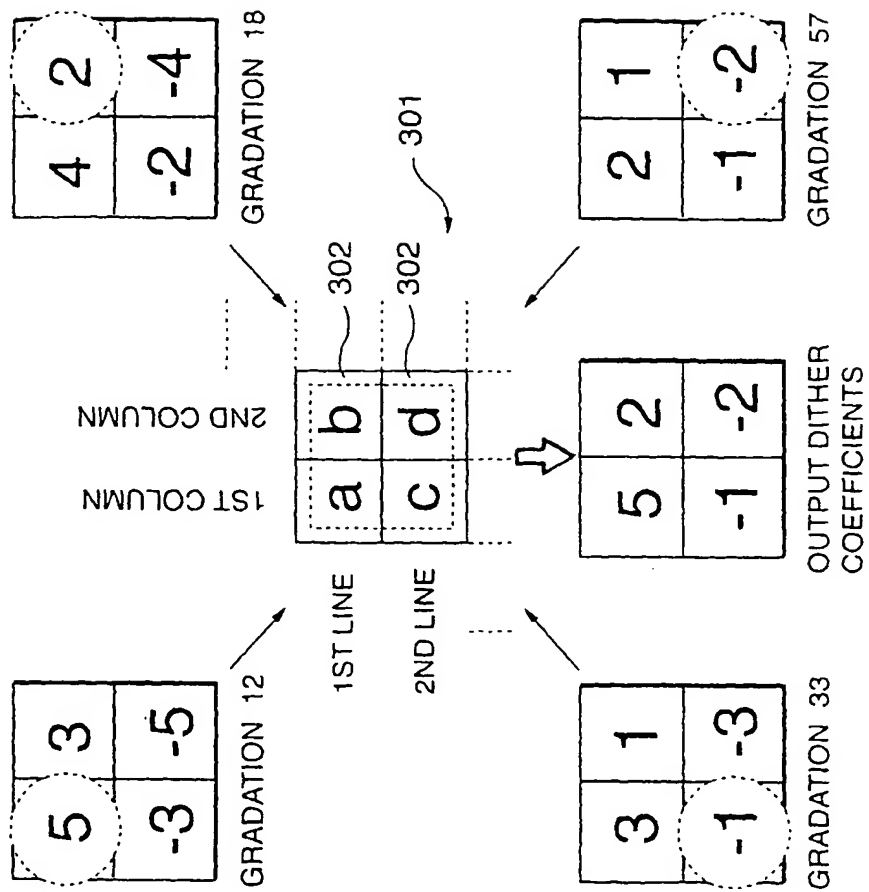 5 3
-3 -5
GRADATION 12
4 2
-2 -4
GRADATION 18
1ST COLUMN
2ND COLUMN
1ST LINE
a b
302
2ND LINE
c d
302
301
3 1
-1 -3
GRADATION 33
5 2
-1 -2
OUTPUT DITHER
COEFFICIENTS
2 1
-1 -2
GRADATION 57